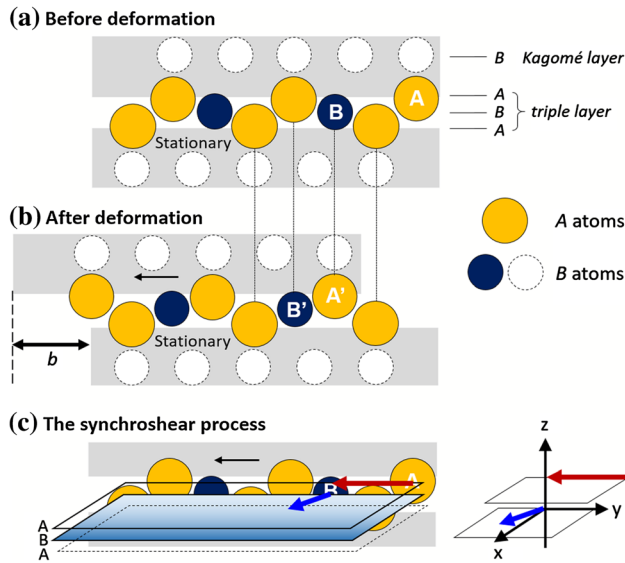 (a) Before deformation
B Kagomé layer
A
A
B
B
triple layer
A
Stationary
(b) After deformation
A atoms
B atoms
A'
B'
Stationary
b
(c) The synchroshear process
z
A
B
A
B
A
y
x